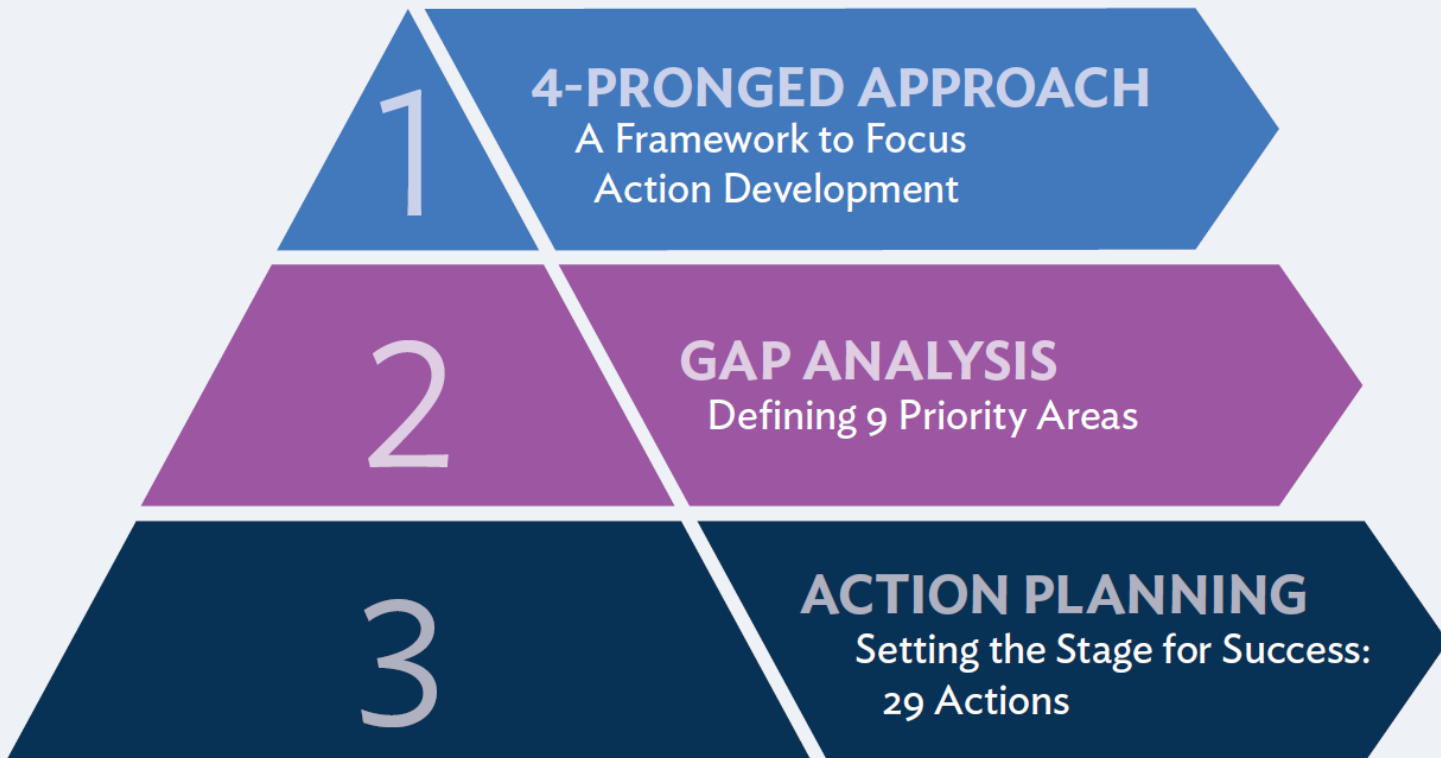 1
4-PRONGED APPROACH
A Framework to Focus
Action Development
2
GAP ANALYSIS
Defining 9 Priority Areas
3
ACTION PLANNING
Setting the Stage for Success:
29 Actions